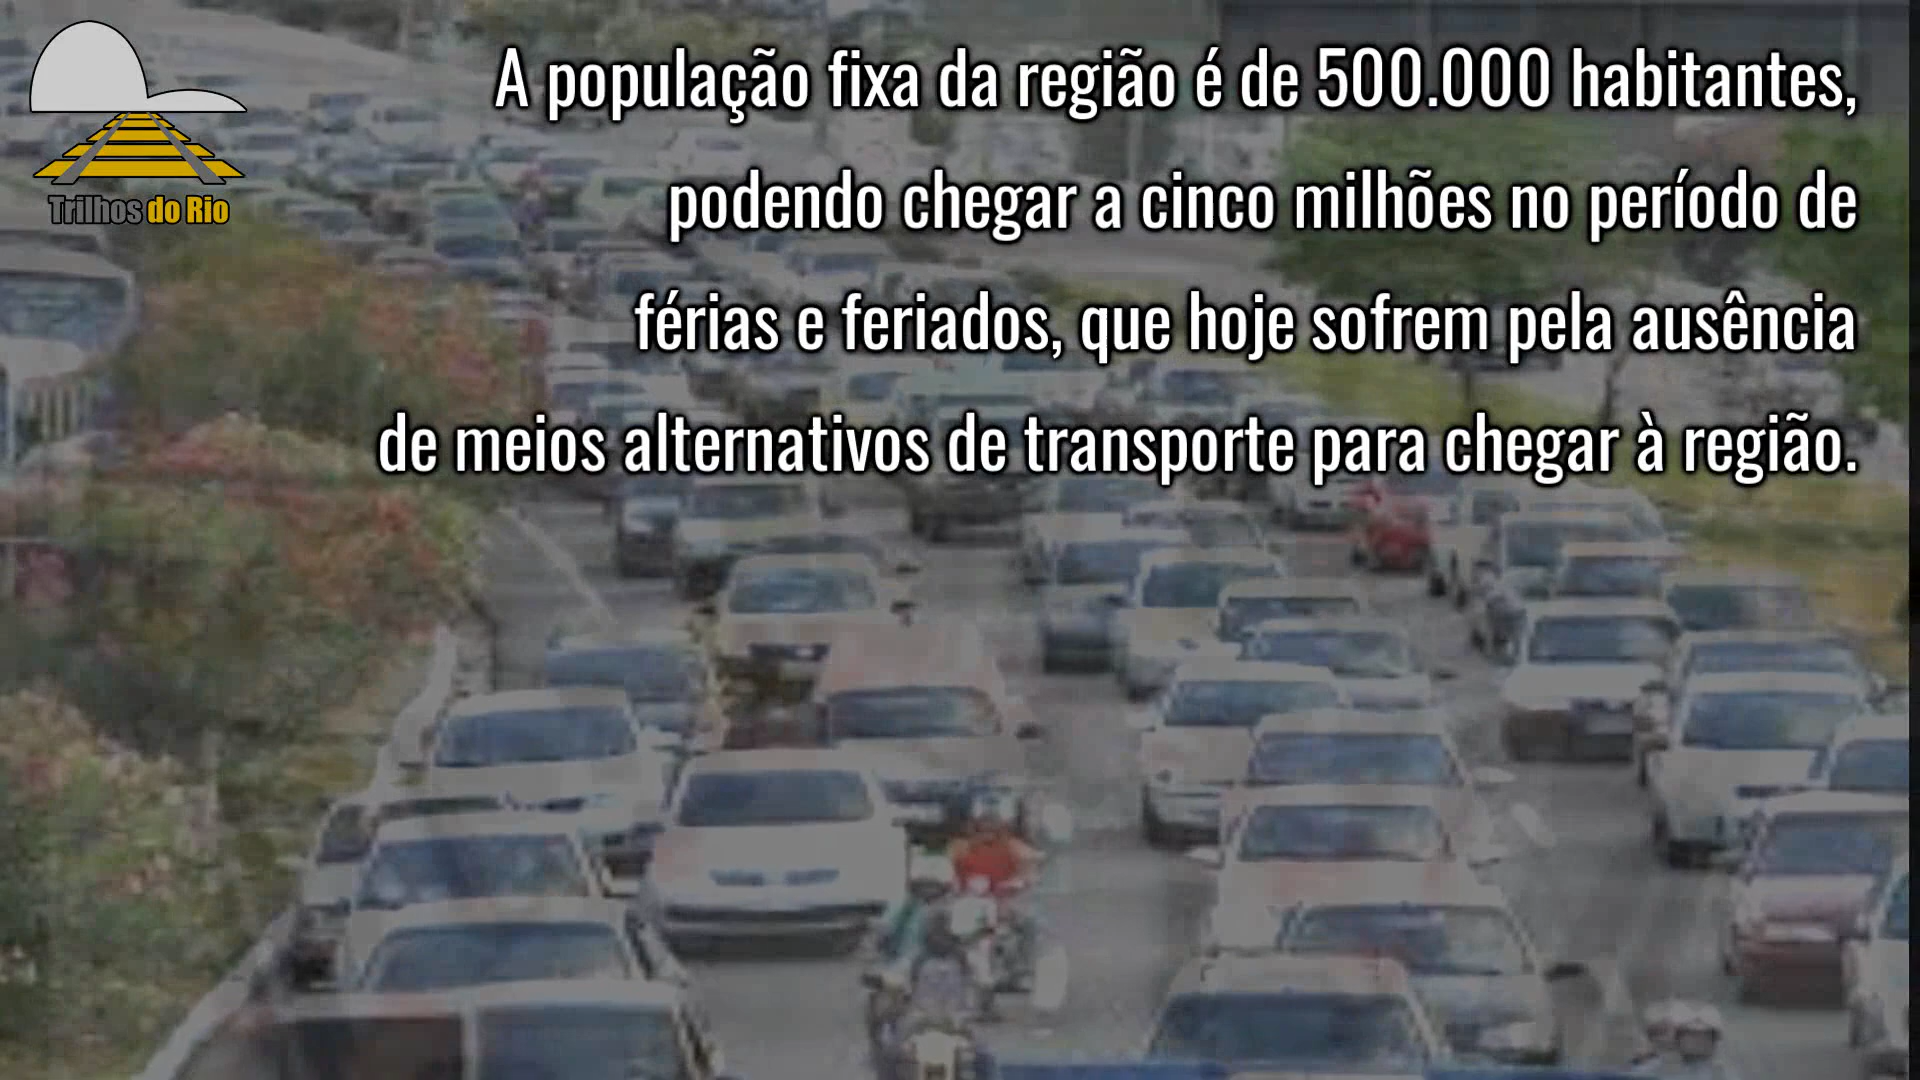 Trilhos do Rio
A população fixa da região é de 500.000 habitantes,
podendo chegar a cinco milhões no período de
férias e feriados, que hoje sofrem pela ausência
de meios alternativos de transporte para chegar à região.